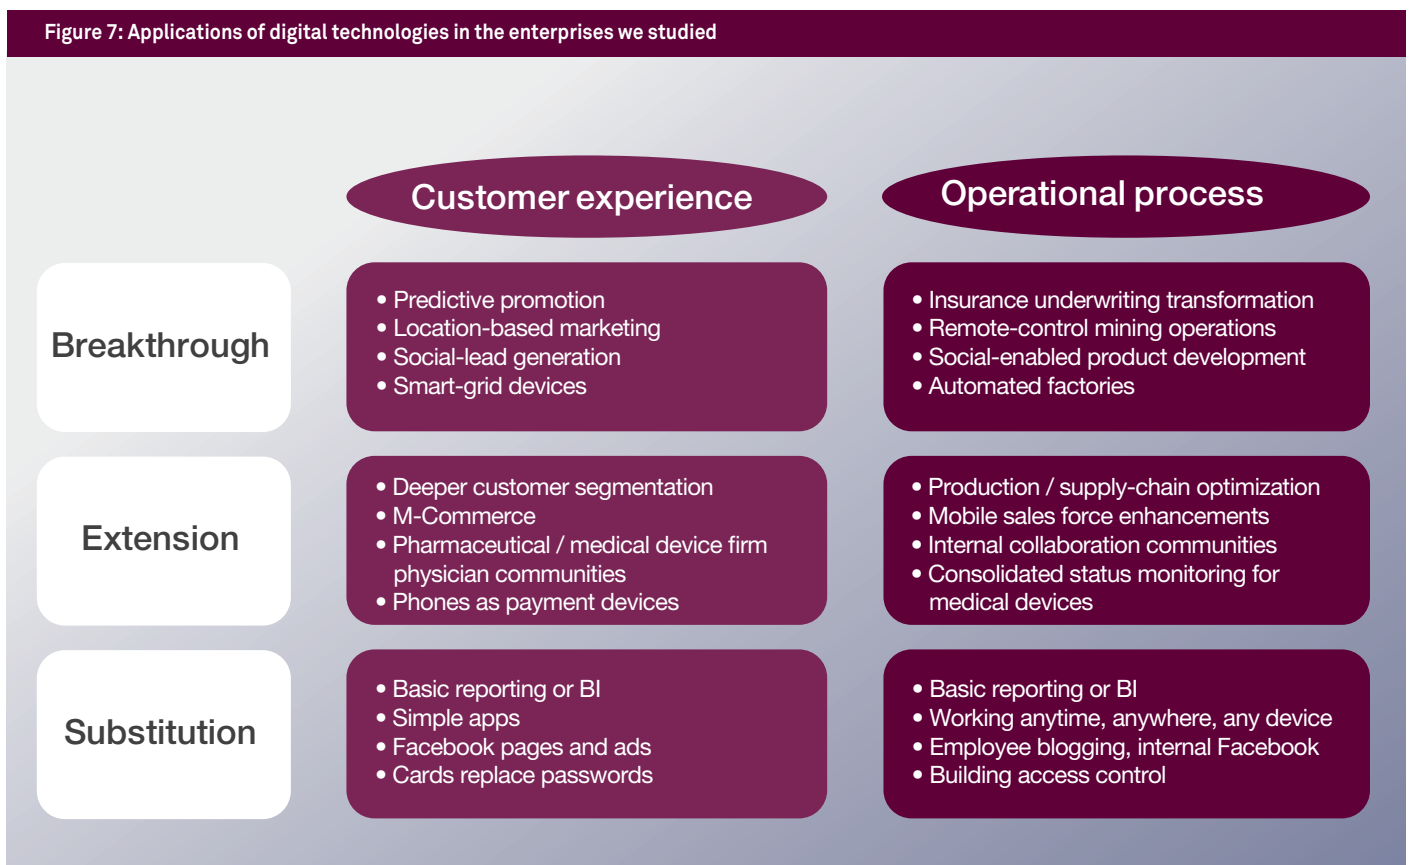 Figure 7: Applications of digital technologies in the enterprises we studied
Customer experience
Operational process
Breakthrough
• Predictive promotion
• Location-based marketing
• Social-lead generation
• Smart-grid devices
• Insurance underwriting transformation
• Remote-control mining operations
• Social-enabled product development
• Automated factories
Extension
• Deeper customer segmentation
• M-Commerce
• Pharmaceutical / medical device firm
physician communities
• Phones as payment devices
• Production / supply-chain optimization
• Mobile sales force enhancements
• Internal collaboration communities
• Consolidated status monitoring for
medical devices
Substitution
• Basic reporting or BI
• Simple apps
• Facebook pages and ads
• Cards replace passwords
• Basic reporting or BI
• Working anytime, anywhere, any device
• Employee blogging, internal Facebook
• Building access control